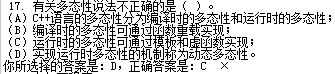 17. 有关多态性说法不正确的是（ ）。
(A) C++语言的多态性分为编译时的多态性和运行时的多态性；
(B) 编译时的多态性可通过函数重载实现；
(C) 运行时的多态性可通过模板和虚函数实现；
(D) 实现运行时多态性的机制称为动态多态性。
你所选择的答案是：D，正确答案是：C ×